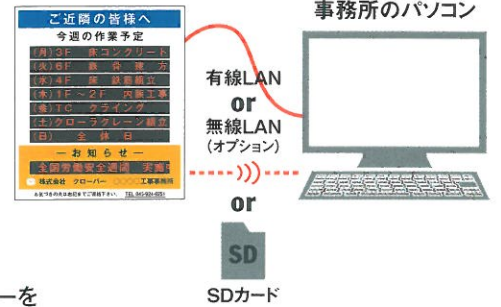 ご近隣の皆様へ
今週の作業予定
(月)3F 床コンクリート
(火)6F 鉄骨建方
(水)4F 床 鉄筋組立
(木)1F~2F 内装工事
(金)TC クライング
(土)クローラクレーン組立
(日) 全休日
― お知らせ ―
全国労働安全週間 実施
株式会社 クローバー 〇〇〇〇工事事務所
事務所のパソコン
有線LAN
or
無線LAN
(オプション)
or
SD
SDカード
ーを